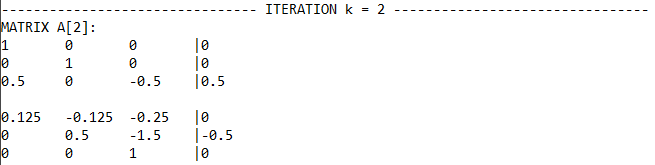 -------------------------------- ITERATION k = 2 --------------------------------
MATRIX A[2]:
1       0       0       |0
0       1       0       |0
0.5     0       -0.5    |0.5
0.125   -0.125  -0.25   |0
0       0.5     -1.5    |-0.5
0       0       1       |0